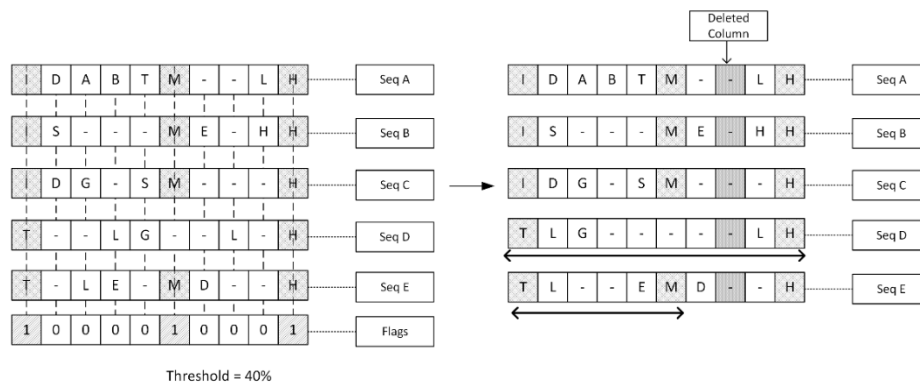 Deleted
Column
I D A B T M - - L H Seq A
I S - - - M E - H H Seq B
I D G - S M - - - H Seq C
T - - L G - - L - H Seq D
T - L E - M D - - H Seq E
1 0 0 0 0 1 0 0 0 1 Flags
Threshold = 40%
I D A B T M - - L H Seq A
I S - - - M E - H H Seq B
I D G - S M - - - H Seq C
T L G - - - - - L H Seq D
T L - - E M D - - H Seq E